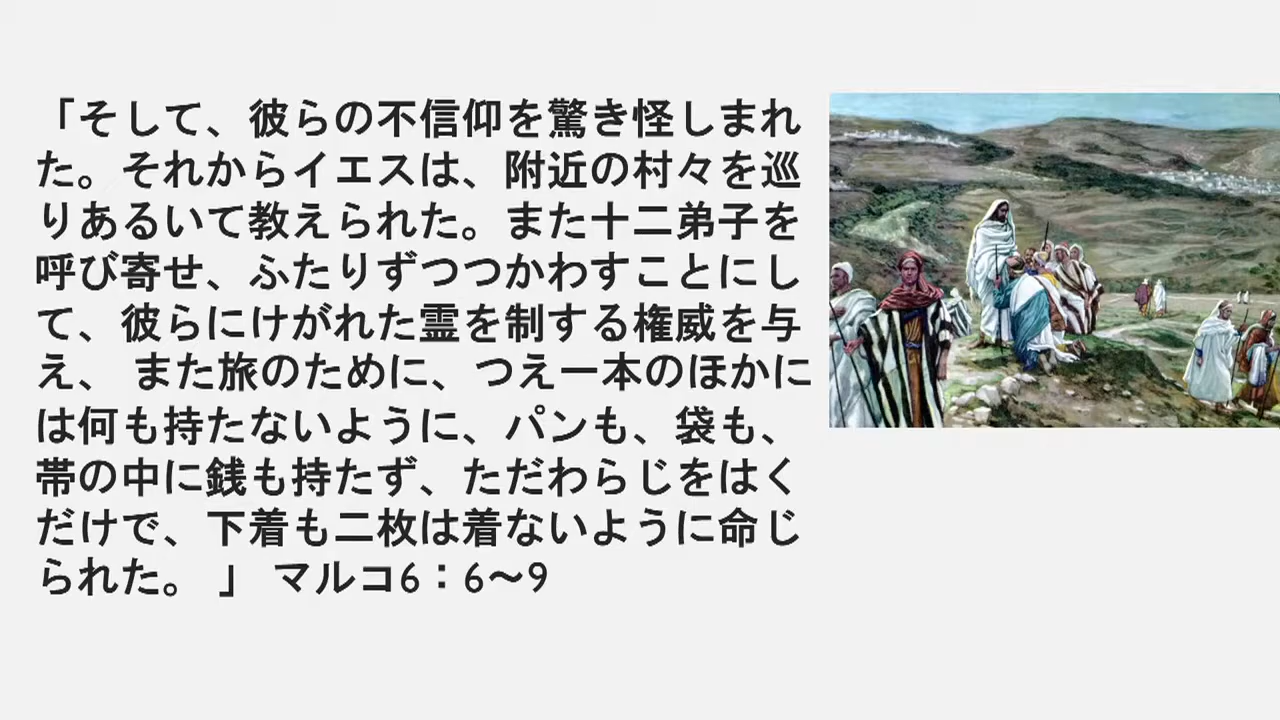 「そして、彼らの不信仰を驚き怪しまれ
た。それからイエスは、附近の村々を巡
りあるいて教えられた。また十二弟子を
呼び寄せ、ふたりずつつかわすことにし
て、彼らにけがれた霊を制する権威を与
え、 また旅のために、つえ一本のほかに
は何も持たないように、パンも、袋も、
帯の中に銭も持たず、ただわらじをはく
だけで、下着も二枚は着ないように命じ
られた。 」 マルコ6：6～9